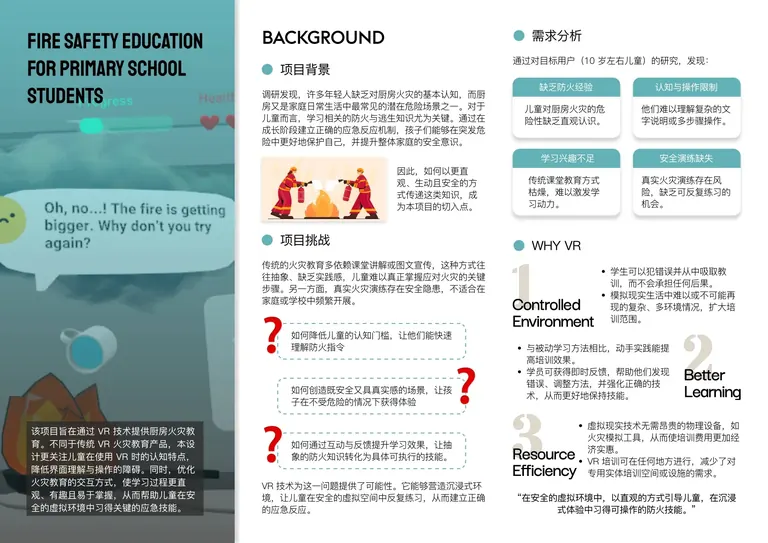 FIRE SAFETY EDUCATION
FOR PRIMARY SCHOOL
STUDENTS
Progress
Health
Oh, no...! The fire is getting
bigger. Why don't you try
again?
该项目旨在通过 VR 技术提供厨房火灾教
育。不同于传统 VR 火灾教育产品，本设
计更关注儿童在使用 VR 时的认知特点，
降低界面理解与操作的障碍。同时，优化
火灾教育的交互方式，使学习过程更直
观、有趣且易于掌握，从而帮助儿童在安
全的虚拟环境中习得关键的应急技能。
BACKGROUND
项目背景
调研发现，许多年轻人缺乏对厨房火灾的基本认知，而厨
房又是家庭日常生活中最常见的潜在危险场景之一。对于
儿童而言，学习相关的防火与逃生知识尤为关键。通过在
成长阶段建立正确的应急反应机制，孩子们能够在突发危
险中更好地保护自己，并提升整体家庭的安全意识。
因此，如何以更直
观、生动且安全的方
式传递这类知识，成
为本项目的切入点。
项目挑战
传统的火灾教育多依赖课堂讲解或图文宣传，这种方式往
往抽象、缺乏实践感，儿童难以真正掌握应对火灾的关键
步骤。另一方面，真实火灾演练存在安全隐患，不适合在
家庭或学校中频繁开展。
?
如何降低儿童的认知门槛，让他们能快速
理解防火指令
如何创造既安全又具真实感的场景，让孩
子在不受危险的情况下获得体验
?
?
如何通过互动与反馈提升学习效果，让抽
象的防火知识转化为具体可执行的技能。
VR 技术为这一问题提供了可能性。它能够营造沉浸式环
境，让儿童在安全的虚拟空间中反复练习，从而建立正确
的应急反应。
需求分析
通过对目标用户（10 岁左右儿童）的研究，发现：
缺乏防火经验
儿童对厨房火灾的危
险性缺乏直观认识。
认知与操作限制
他们难以理解复杂的文
字说明或多步骤操作。
学习兴趣不足
传统课堂教育方式
枯燥，难以激发学
习动力。
安全演练缺失
真实火灾演练存在风
险，缺乏可反复练习的
机会。
WHY VR
1
Controlled
Environment
• 学生可以犯错误并从中吸取教
训，而不会承担任何后果。
• 模拟现实生活中难以或不可能再
现的复杂、多环境情况，扩大培
训范围。
• 与被动学习方法相比，动手实践能提
高培训效果。
• 学员可获得即时反馈，帮助他们发现
错误、调整方法，并强化正确的技
术，从而更好地保持技能。
2
Better
Learning
3
Resource
Efficiency
• 虚拟现实技术无需昂贵的物理设备，如
火灾模拟工具，从而使培训费用更加经
济实惠。
• VR 培训可在任何地方进行，减少了对
专用实体培训空间或设施的需求。
“在安全的虚拟环境中，以直观的方式引导儿童，在沉浸
式体验中习得可操作的防火技能。”